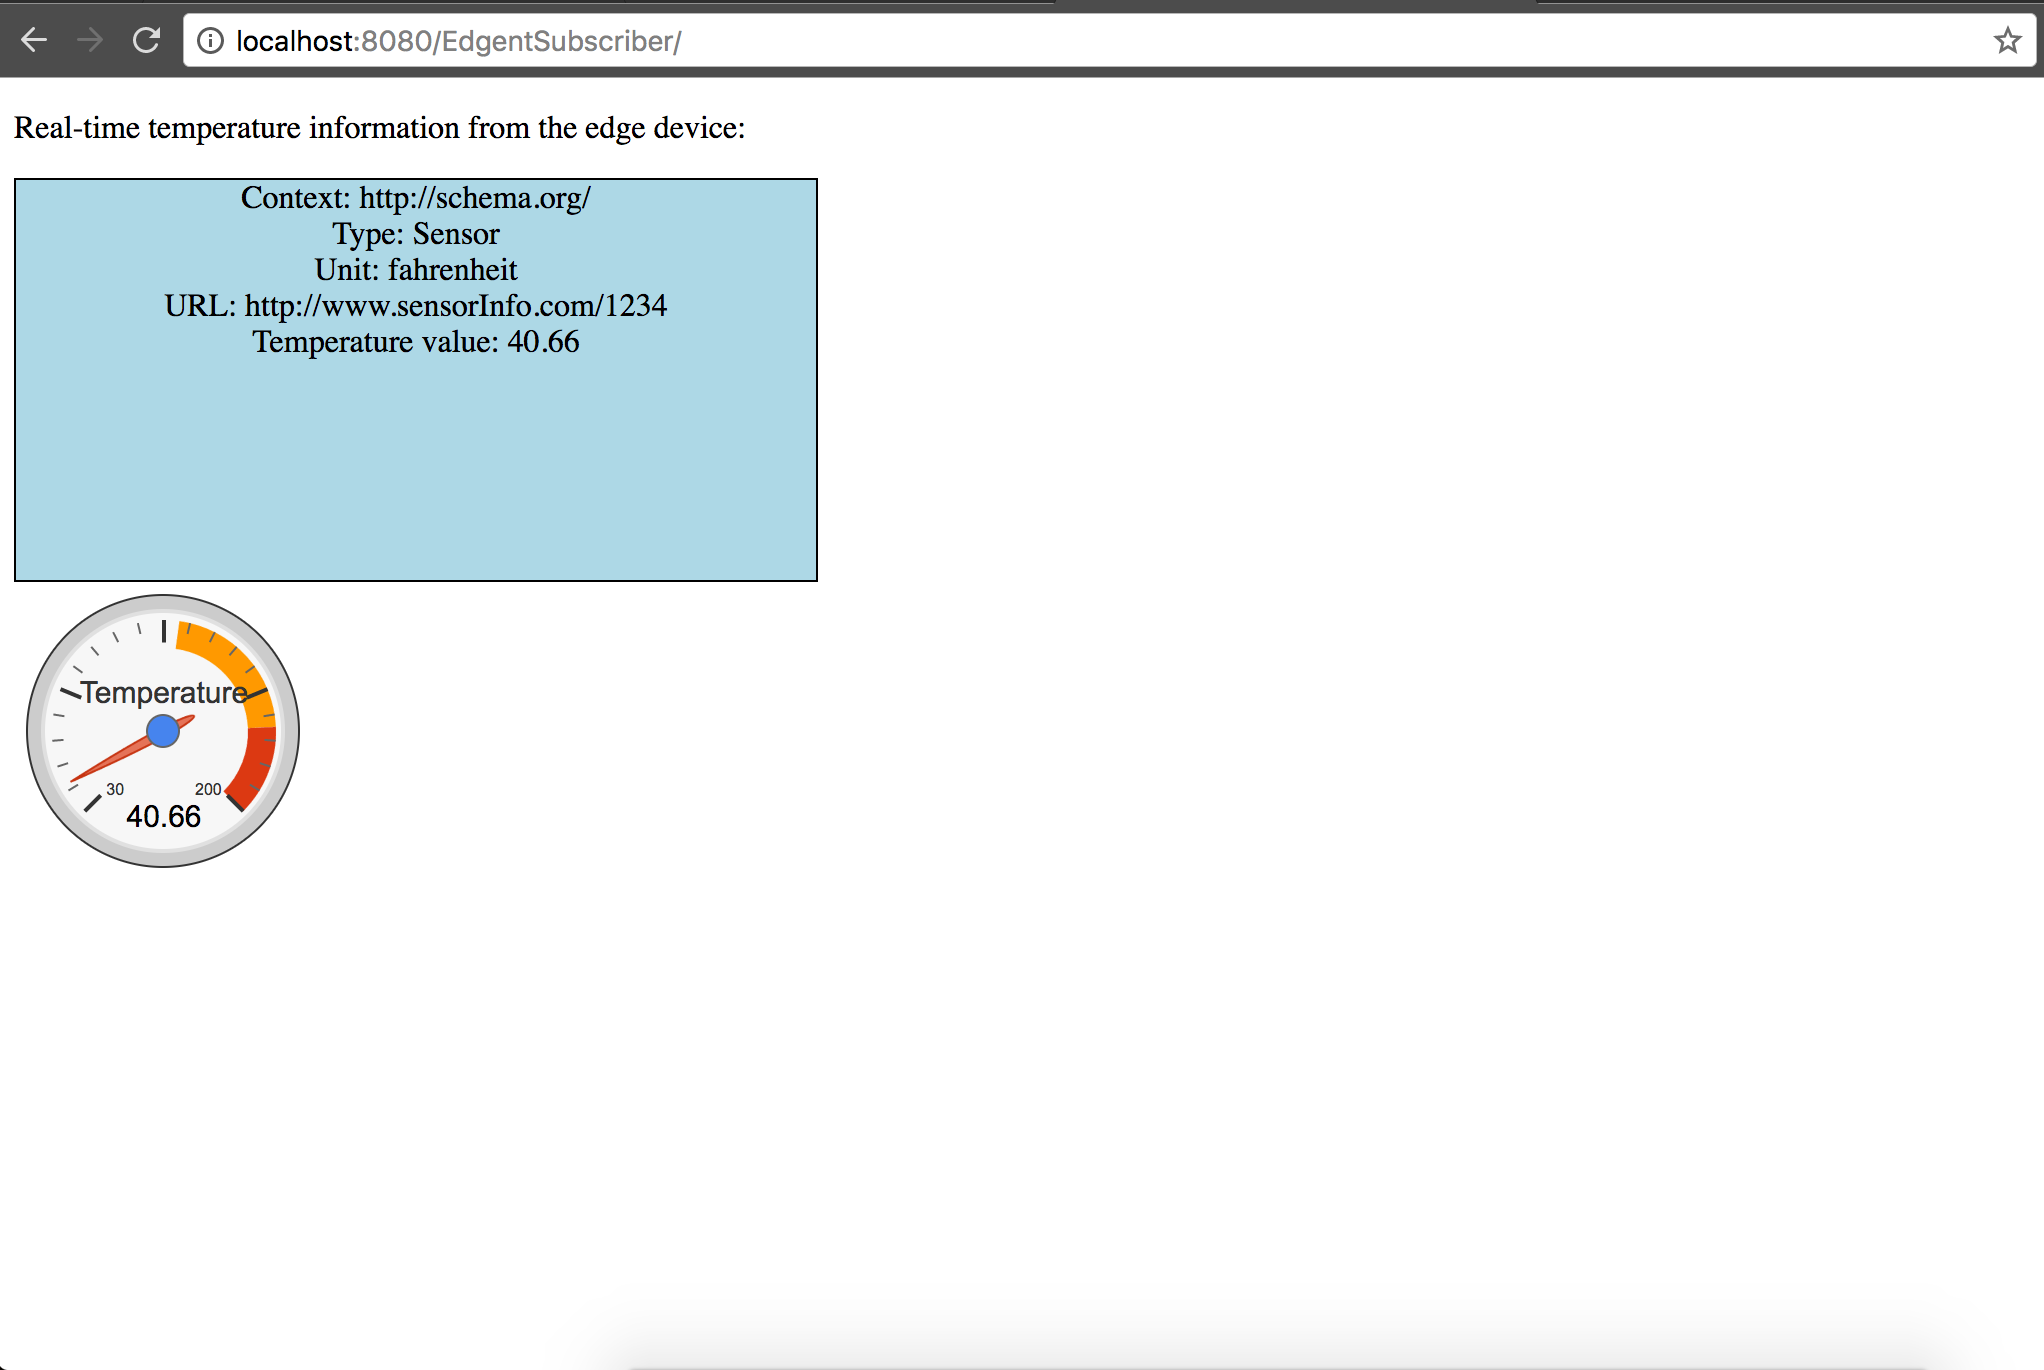 localhost:8080/EdgentSubscriber/
Real-time temperature information from the edge device:
Context: http://schema.org/
Type: Sensor
Unit: fahrenheit
URL: http://www.sensorInfo.com/1234
Temperature value: 40.66
Temperature
30 200
40.66